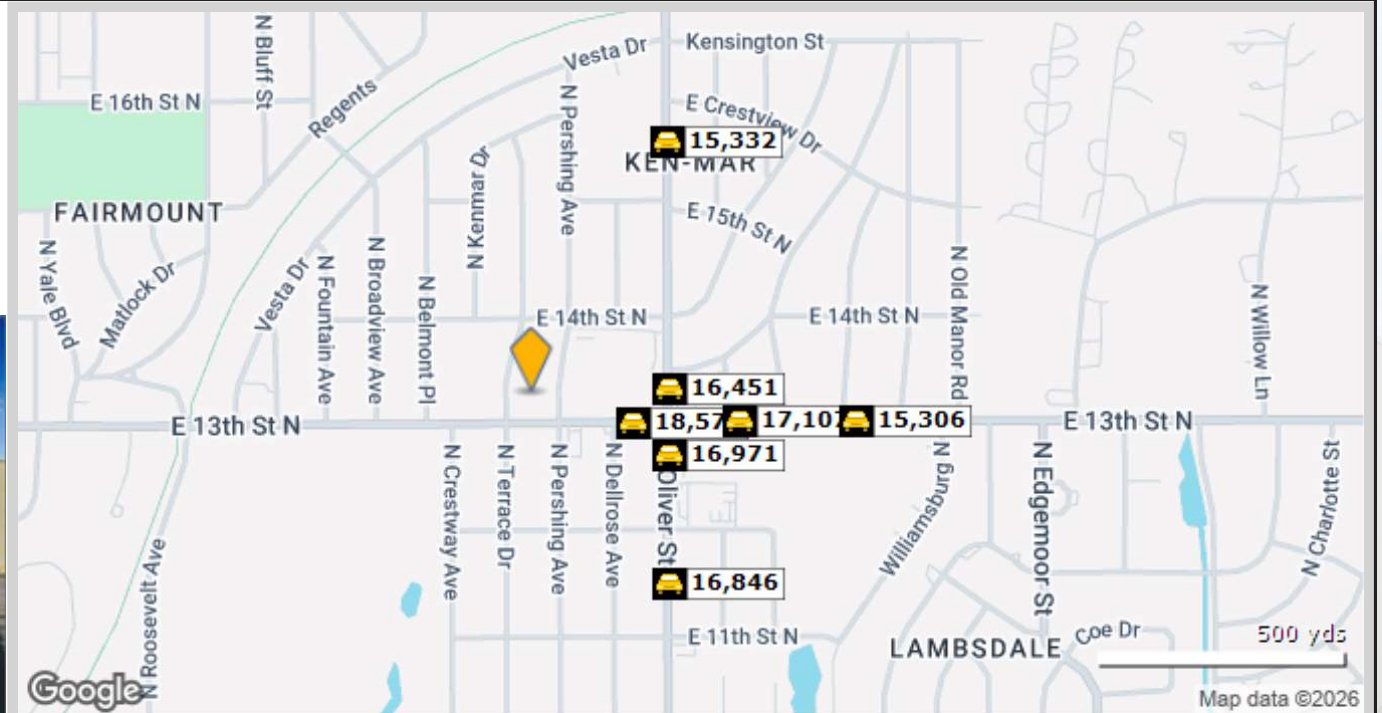 N Bluff St
Vesta Dr
Kensington St
E 16th St N
Regents
N Pershing Ave
E Crestview Dr
15,332
KEN-MAR
N Kenmar Dr
FAIRMOUNT
E 15th St N
N Yale Blvd
Matlock Dr
Vesta Dr
N Fountain Ave
N Broadview Ave
N Belmont Pl
E 14th St N
E 14th St N
N Old Manor Rd
N Willow Ln
16,451
E 13th St N
18,57
17,107
15,306
E 13th St N
16,971
N Crestway Ave
N Terrace Dr
N Pershing Ave
N Dellrose Ave
Oliver St
Williamsburg N
N Edgemoor St
N Charlotte St
N Roosevelt Ave
16,846
E 11th St N
LAMBSDALE
Coe Dr
500 yds
Google
Map data ©2026